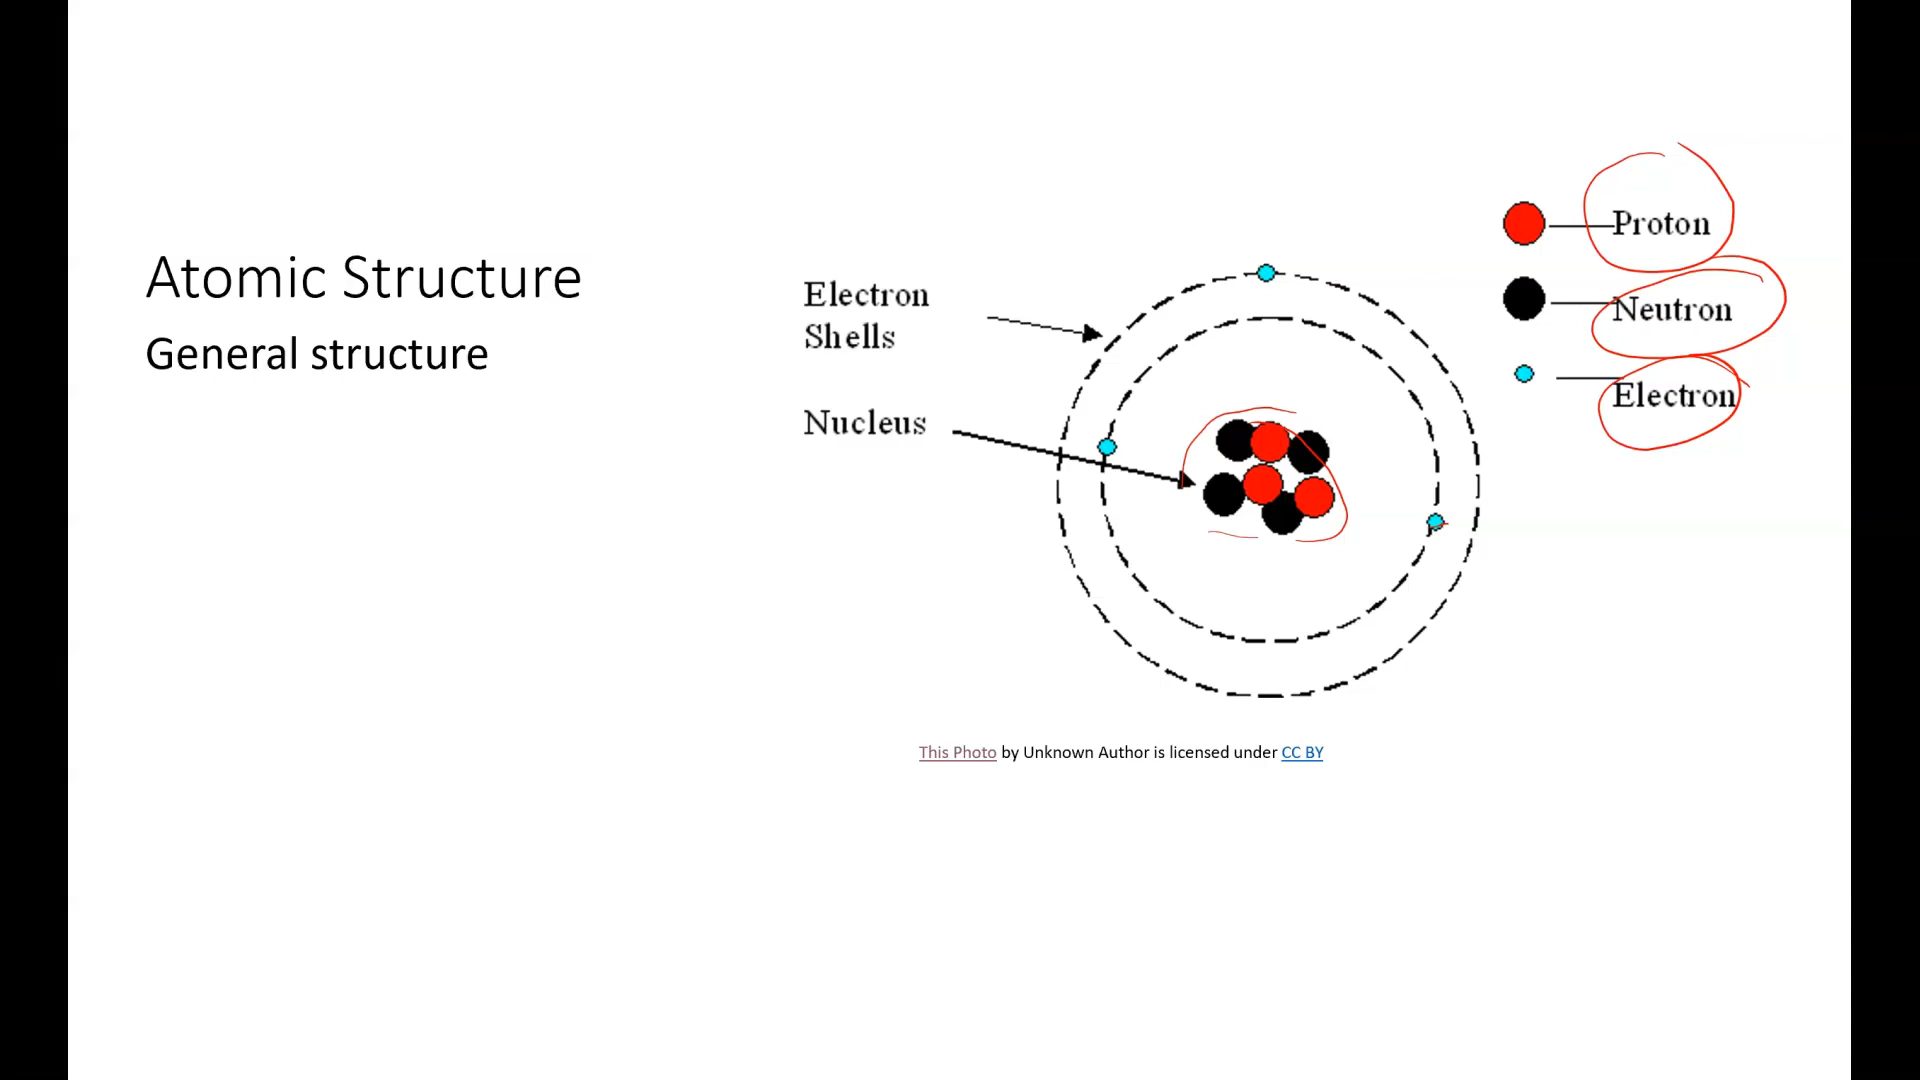 Atomic Structure
General structure
Electron
Shells
Nucleus
Proton
Neutron
Electron
This Photo by Unknown Author is licensed under CC BY